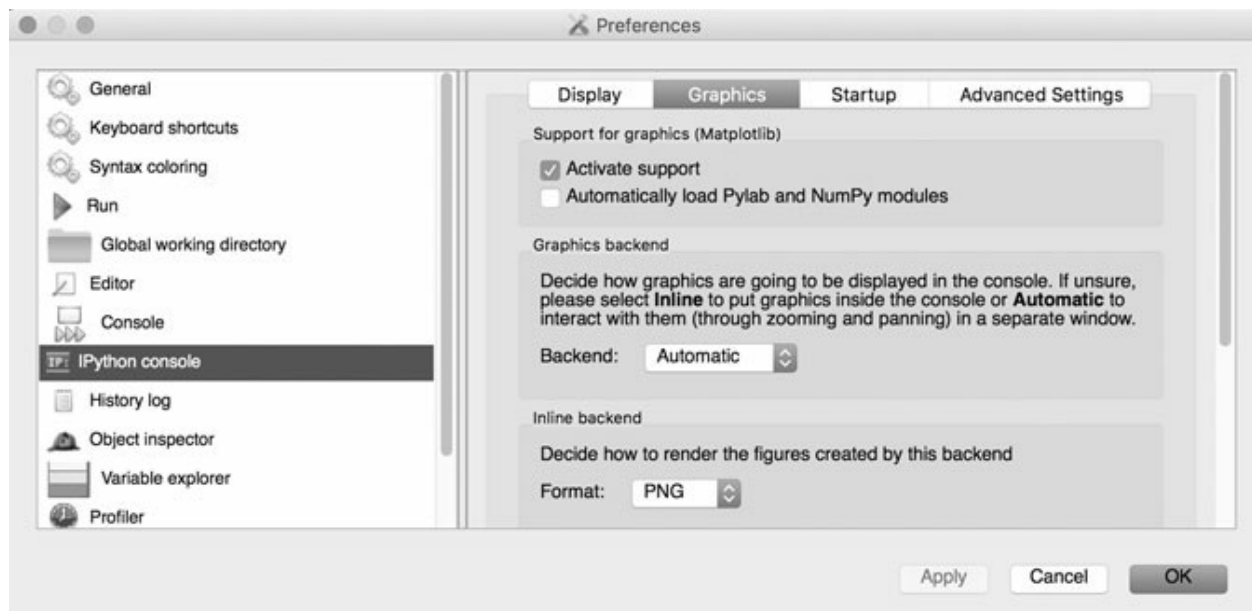 Preferences
General
Keyboard shortcuts
Syntax coloring
Run
Global working directory
Editor
Console
IP:
IPython console
History log
Object inspector
Variable explorer
Profiler
Display
Graphics
Startup
Advanced Settings
Support for graphics (Matplotlib)
Activate support
Automatically load Pylab and NumPy modules
Graphics backend
Decide how graphics are going to be displayed in the console. If unsure,
please select Inline to put graphics inside the console or Automatic to
interact with them (through zooming and panning) in a separate window.
Backend: Automatic
Inline backend
Decide how to render the figures created by this backend
Format: PNG
Apply
Cancel
OK